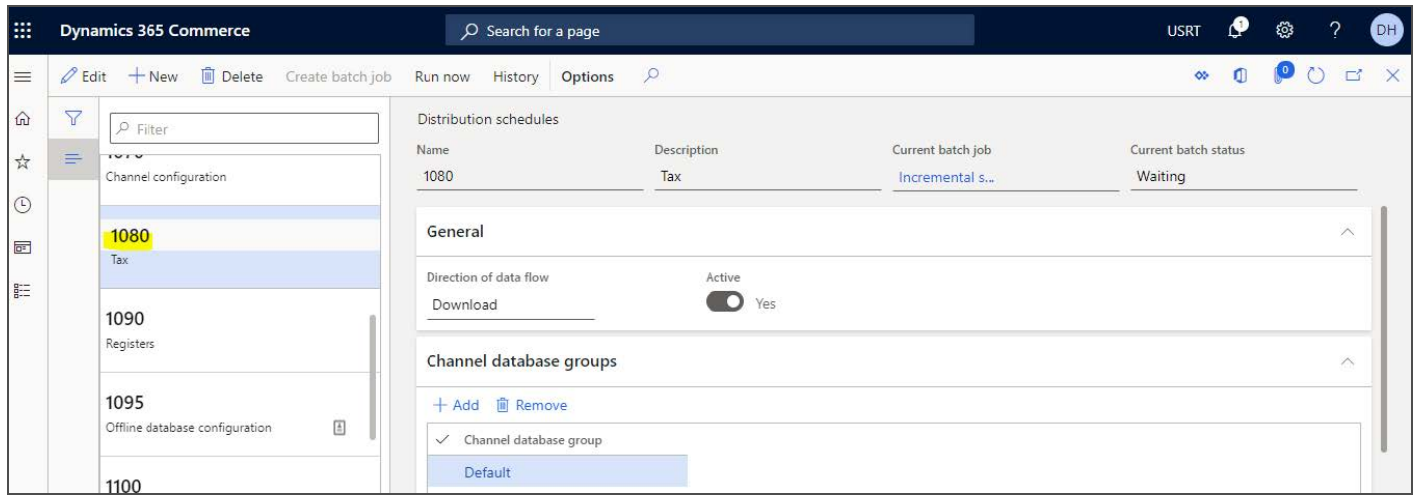 Dynamics 365 Commerce
Search for a page
USRT
1
?
DH
Edit
New
Delete
Create batch job
Run now
History
Options
0
Filter
Channel configuration
1080
Tax
1090
Registers
1095
Offline database configuration
1100
Distribution schedules
Name
Description
Current batch job
Current batch status
1080
Tax
Incremental s...
Waiting
General
Direction of data flow
Active
Download
Yes
Channel database groups
Add
Remove
Channel database group
Default